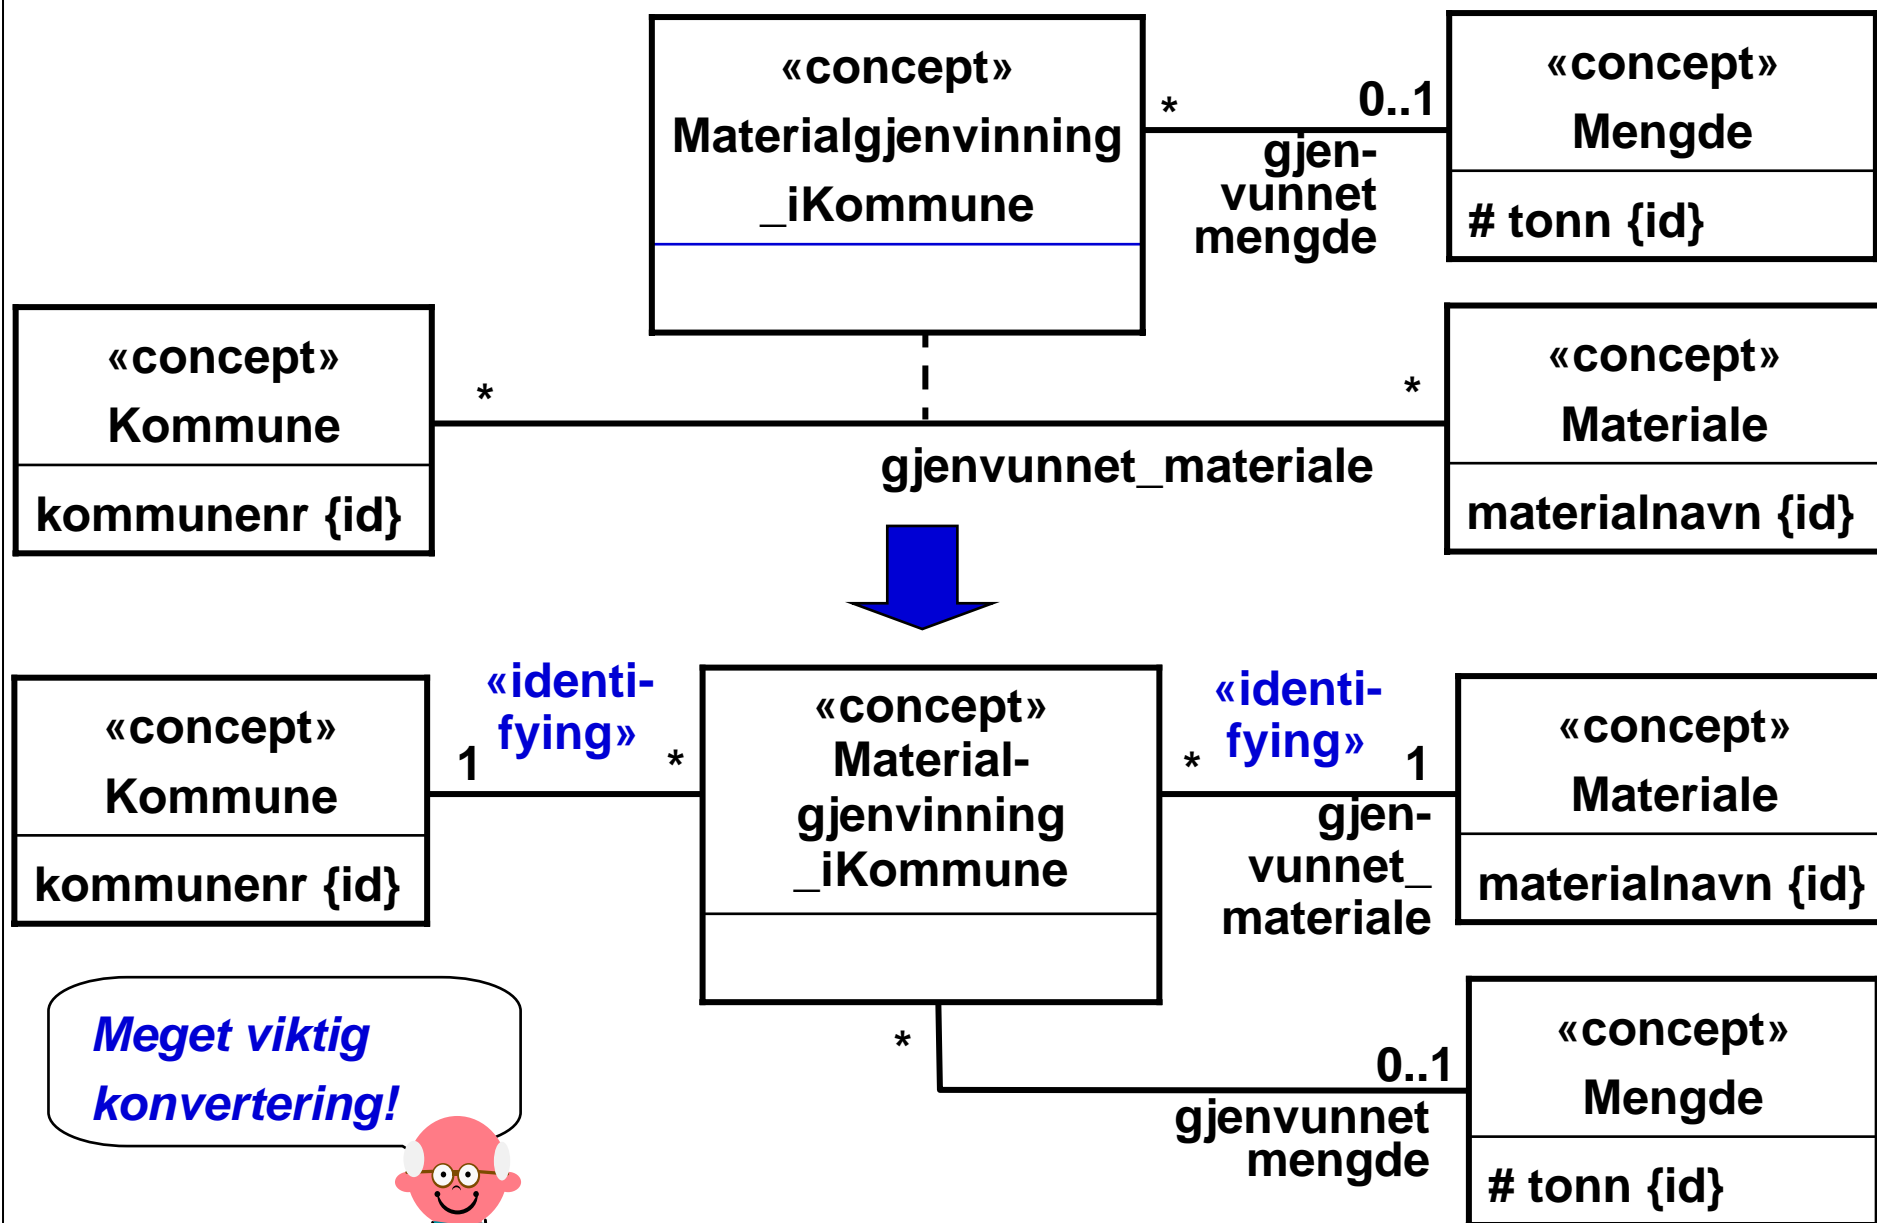 «concept»
Materialgjenvinning
_iKommune
*
0..1
gjen-
vunnet
mengde
«concept»
Mengde
# tonn {id}
«concept»
Kommune
kommunenr {id}
*
*
gjenvunnet_materiale
«concept»
Materiale
materialnavn {id}
«concept»
Kommune
kommunenr {id}
«identi-
fying»
1
*
«concept»
Material-
gjenvinning
_iKommune
«identi-
fying»
*
1
gjen-
vunnet_
materiale
«concept»
Materiale
materialnavn {id}
Meget viktig
konvertering!
*
0..1
gjenvunnet
mengde
«concept»
Mengde
# tonn {id}